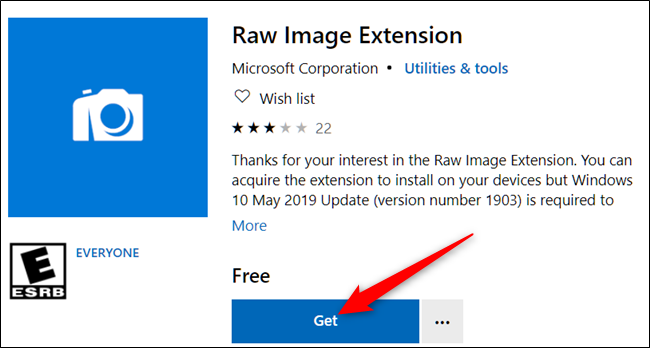 Raw Image Extension
Microsoft Corporation • Utilities & tools
Wish list
22
Thanks for your interest in the Raw Image Extension. You can
acquire the extension to install on your devices but Windows
10 May 2019 Update (version number 1903) is required to
More
E
ESRB
EVERYONE
Free
Get
...